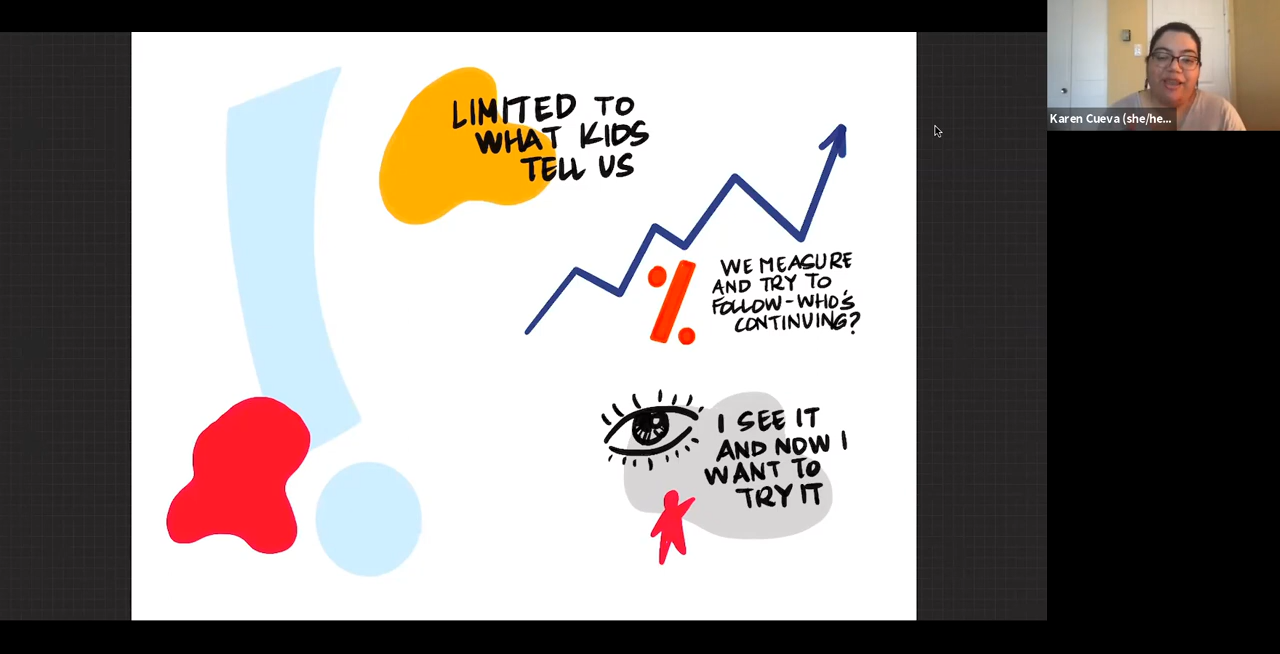 LIMITED TO
WHAT KIDS
TELL US
WE MEASURE
AND TRY TO
FOLLOW-WHO'S
CONTINUING?
I SEE IT
AND NOW I
WANT TO
TRY IT
Karen Cueva (she/he...